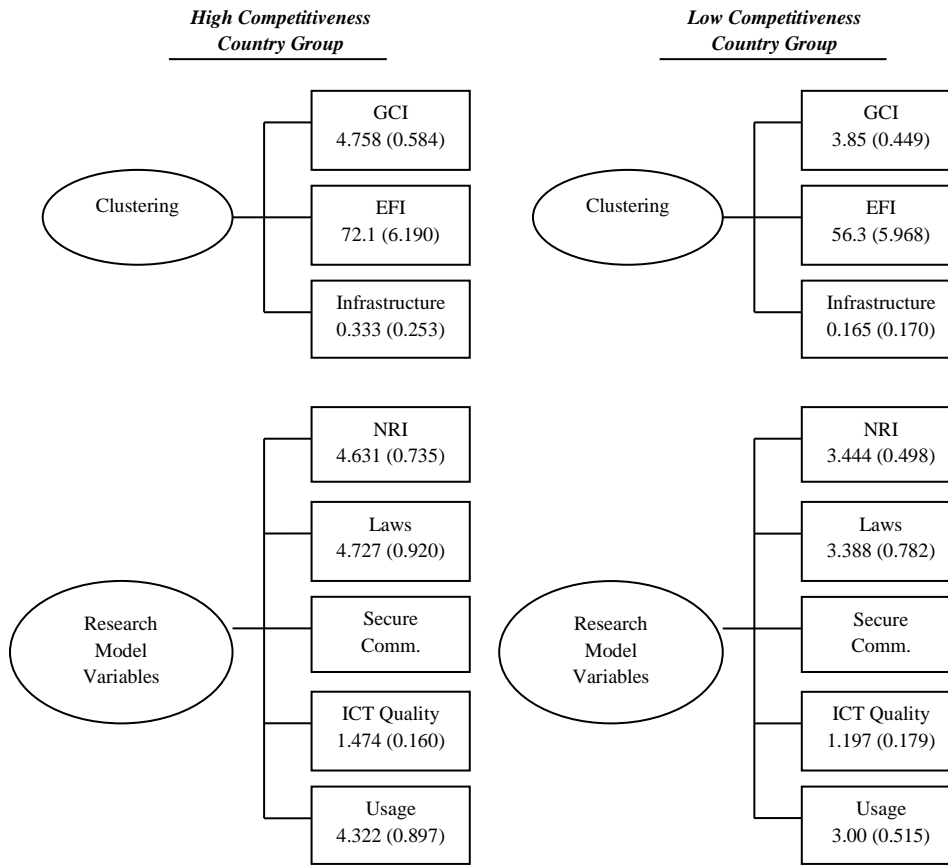 High Competitiveness
Country Group
GCI
4.758 (0.584)
Clustering
EFI
72.1 (6.190)
Infrastructure
0.333 (0.253)
NRI
4.631 (0.735)
Laws
4.727 (0.920)
Research
Model
Variables
Secure
Comm.
ICT Quality
1.474 (0.160)
Usage
4.322 (0.897)
Low Competitiveness
Country Group
GCI
3.85 (0.449)
Clustering
EFI
56.3 (5.968)
Infrastructure
0.165 (0.170)
NRI
3.444 (0.498)
Laws
3.388 (0.782)
Research
Model
Variables
Secure
Comm.
ICT Quality
1.197 (0.179)
Usage
3.00 (0.515)